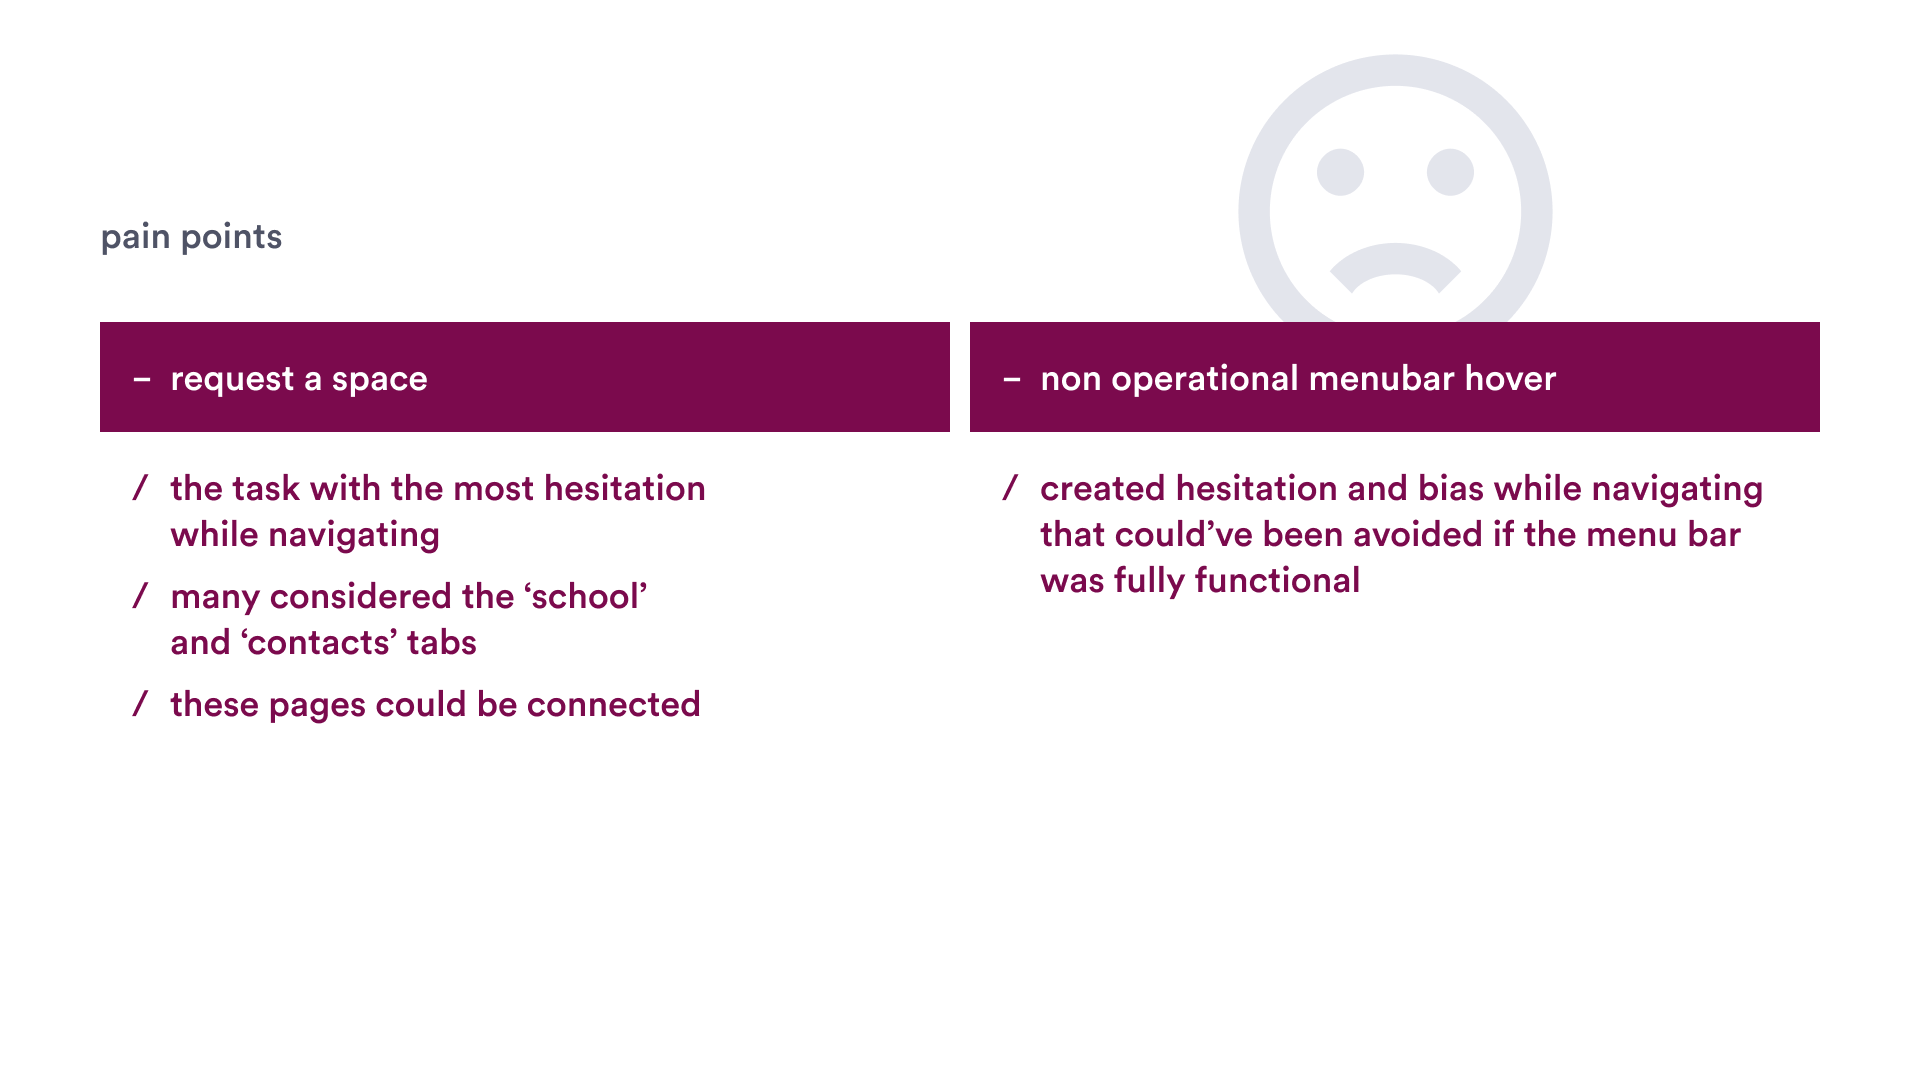 pain points
– request a space
/ the task with the most hesitation
while navigating
/ many considered the ‘school’
and ‘contacts’ tabs
/ these pages could be connected
– non operational menubar hover
/ created hesitation and bias while navigating
that could’ve been avoided if the menu bar
was fully functional